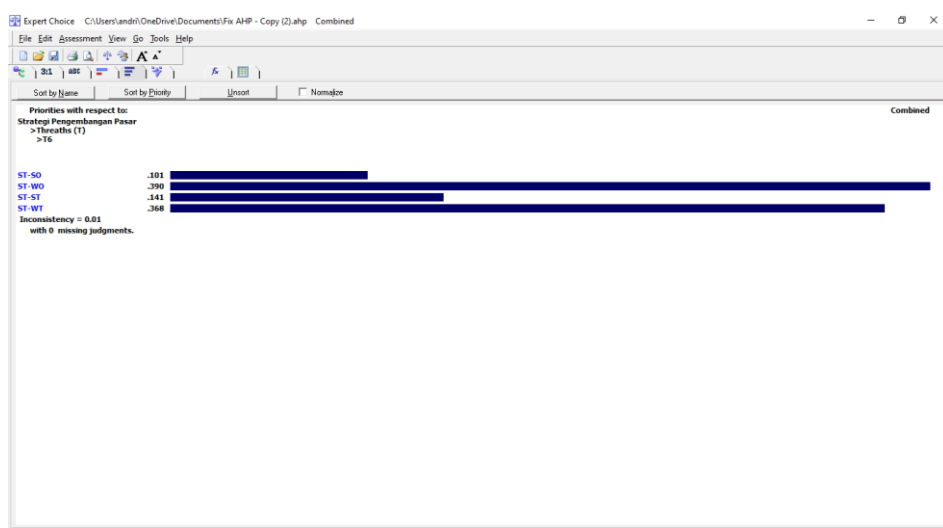 Expert Choice C:\Users\andri\OneDrive\Documents\Fix AHP - Copy (2).ahp Combined
File Edit Assessment View Go Tools Help
3:1 ABC
Sort by Name Sort by Priority Unsort Normalize
Priorities with respect to: Combined
Strategi Pengembangan Pasar
>Threaths (T)
>T6
ST-SO .101
ST-WO .390
ST-ST .141
ST-WT .368
Inconsistency = 0.01
with 0 missing judgments.